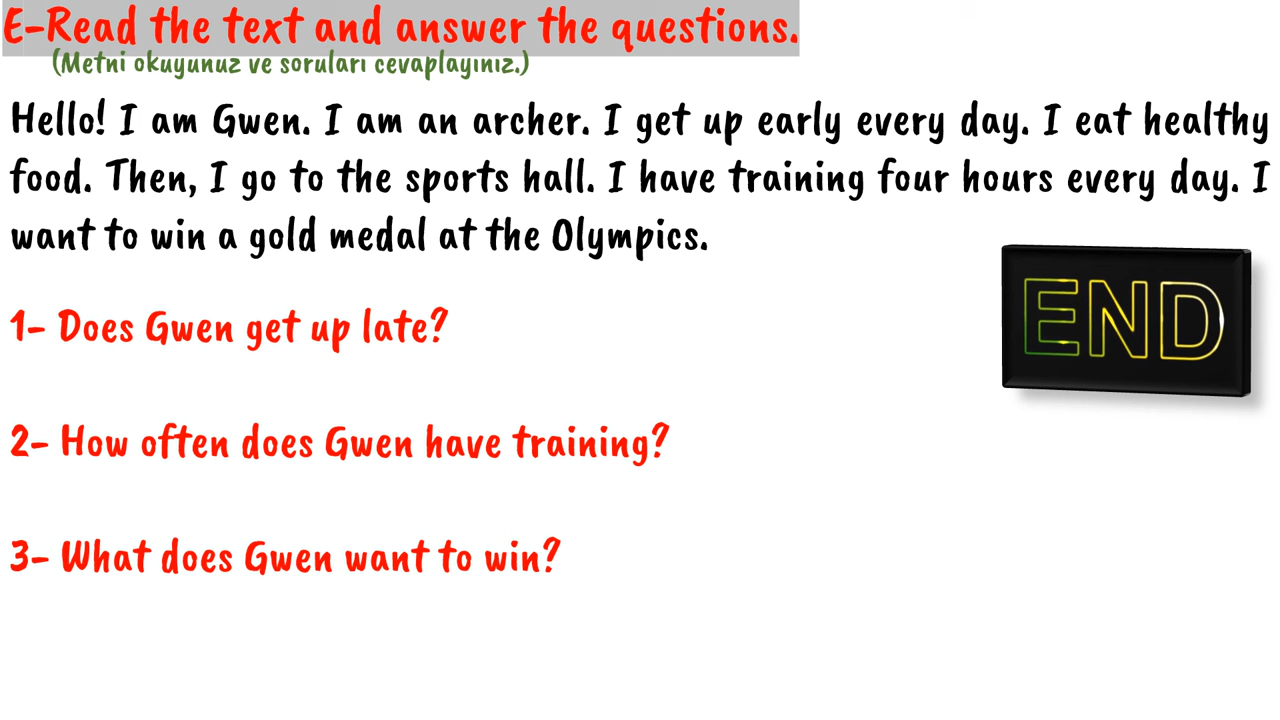 E-Read the text and answer the questions.
(Metni okuyunuz ve soruları cevaplayınız.)
Hello! I am Gwen. I am an archer. I get up early every day. I eat healthy
food. Then, I go to the sports hall. I have training four hours every day. I
want to win a gold medal at the Olympics.
END
1- Does Gwen get up late?
2- How often does Gwen have training?
3- What does Gwen want to win?